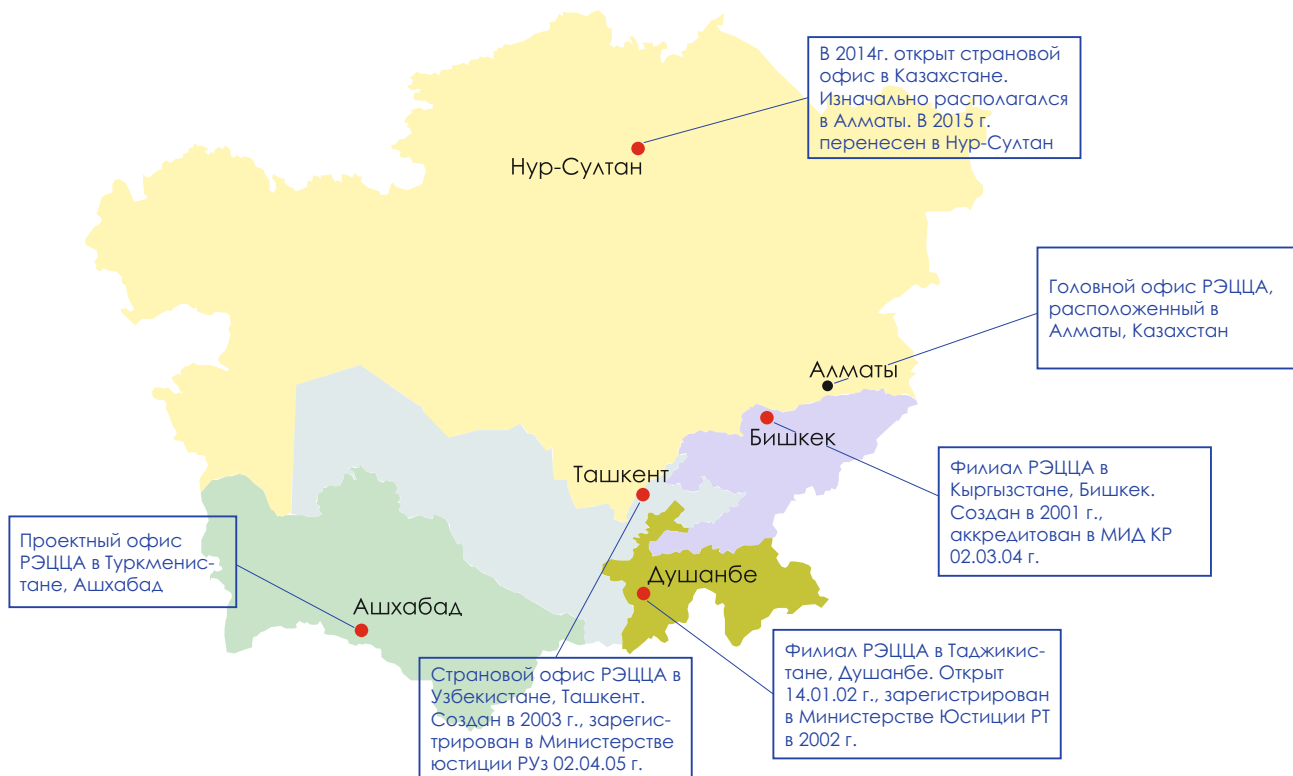 В 2014г. открыт страновой
офис в Казахстане.
Изначально располагался
в Алматы. В 2015 г.
перенесен в Нур-Султан
Нур-Султан
Головной офис РЭЦЦА,
расположенный в
Алматы, Казахстан
Алматы
Бишкек
Филиал РЭЦЦА в
Кыргызстане, Бишкек.
Создан в 2001 г.,
аккредитован в МИД КР
02.03.04 г.
Ташкент
Проектный офис
РЭЦЦА в Туркменис-
тане, Ашхабад
Душанбе
Ашхабад
Страновой офис РЭЦЦА в
Узбекистане, Ташкент.
Создан в 2003 г., зарегис-
трирован в Министерстве
юстиции РУз 02.04.05 г.
Филиал РЭЦЦА в Таджикис-
тане, Душанбе. Открыт
14.01.02 г., зарегистрирован
в Министерстве Юстиции РТ
в 2002 г.